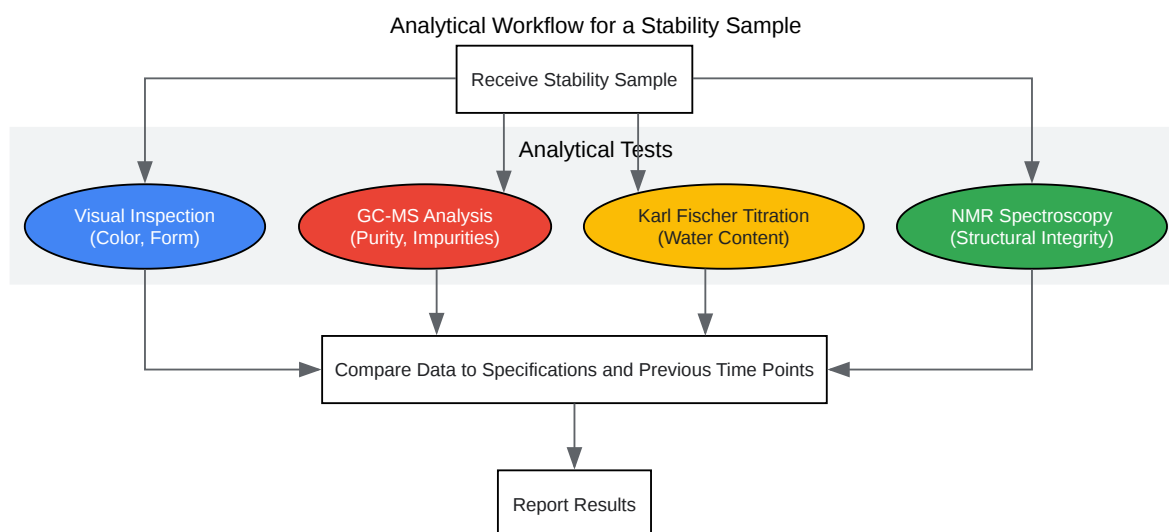 Analytical Workflow for a Stability Sample
Receive Stability Sample
Analytical Tests
Visual Inspection
(Color, Form)
GC-MS Analysis
(Purity, Impurities)
Karl Fischer Titration
(Water Content)
NMR Spectroscopy
(Structural Integrity)
Compare Data to Specifications and Previous Time Points
Report Results